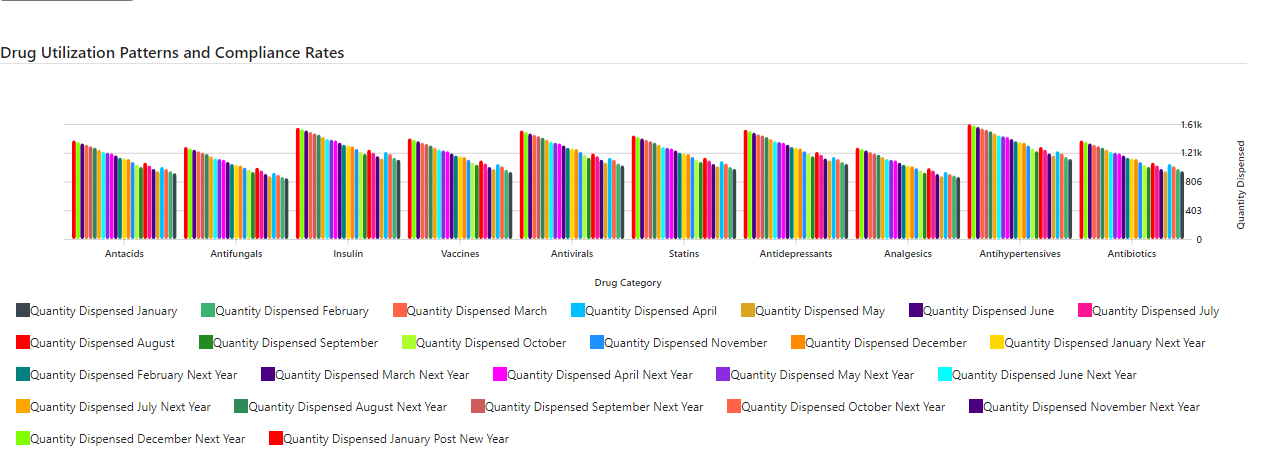 Drug Utilization Patterns and Compliance Rates
1.61k
1.21k
806
403
0
Quantity Dispensed
Antacids Antifungals Insulin Vaccines Antivirals Statins Antidepressants Analgesics Antihypertensives Antibiotics
Drug Category
Quantity Dispensed January Quantity Dispensed February Quantity Dispensed March Quantity Dispensed April Quantity Dispensed May Quantity Dispensed June Quantity Dispensed July
Quantity Dispensed August Quantity Dispensed September Quantity Dispensed October Quantity Dispensed November Quantity Dispensed December Quantity Dispensed January Next Year
Quantity Dispensed February Next Year Quantity Dispensed March Next Year Quantity Dispensed April Next Year Quantity Dispensed May Next Year Quantity Dispensed June Next Year
Quantity Dispensed July Next Year Quantity Dispensed August Next Year Quantity Dispensed September Next Year Quantity Dispensed October Next Year Quantity Dispensed November Next Year
Quantity Dispensed December Next Year Quantity Dispensed January Post New Year